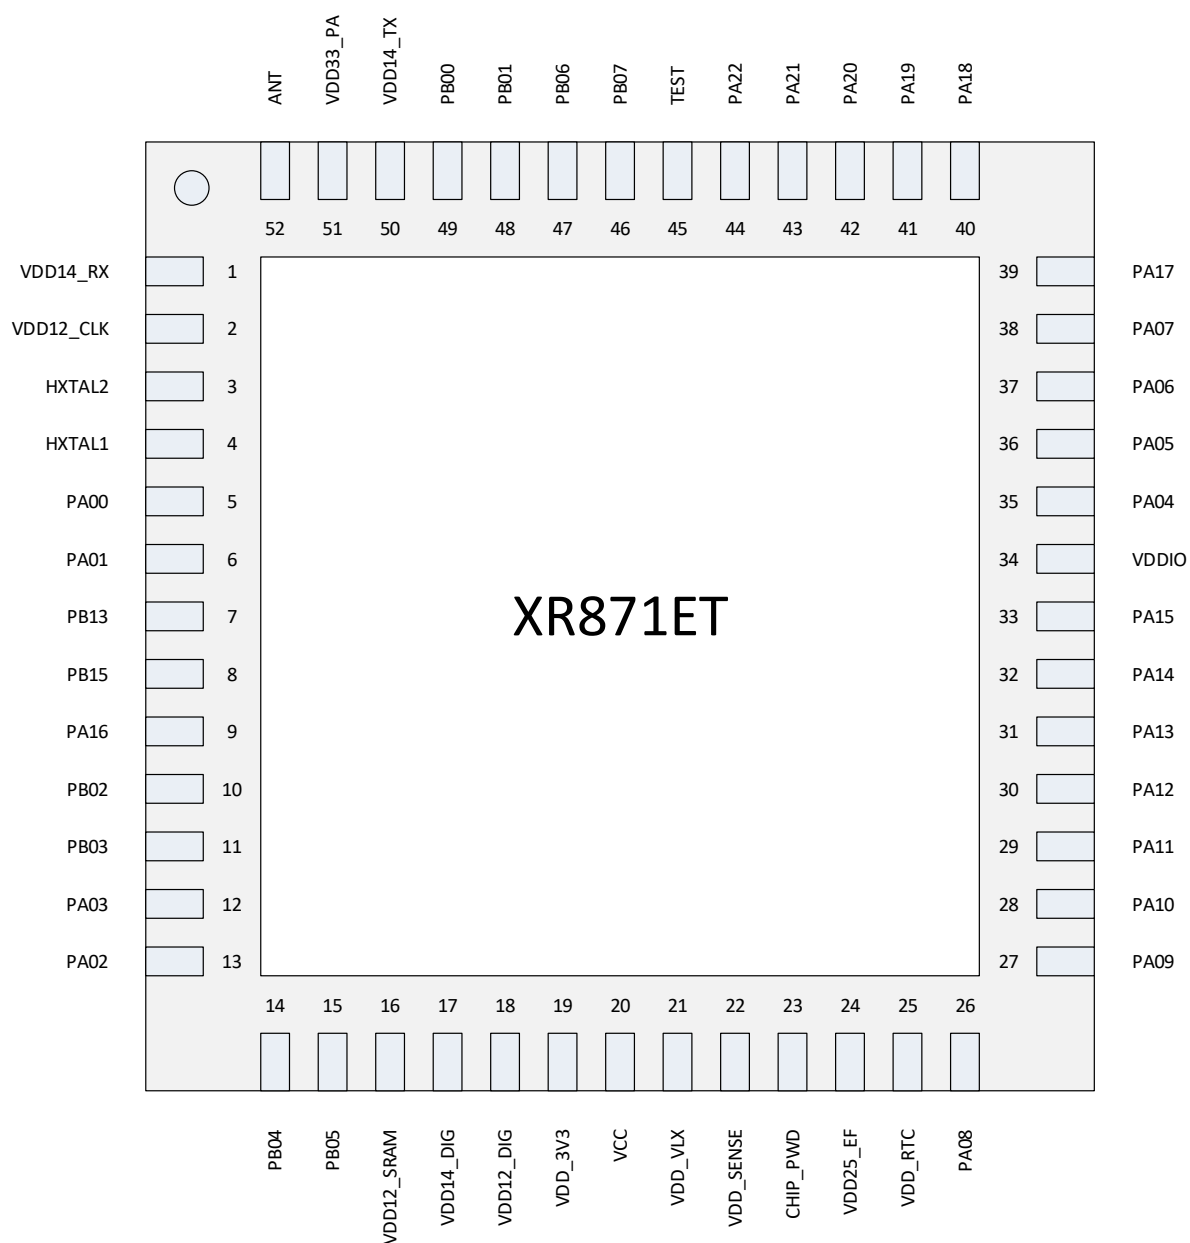 ANT VDD33_PA VDD14_TX PB00 PB01 PB06 PB07 TEST PA22 PA21 PA20 PA19 PA18
52 51 50 49 48 47 46 45 44 43 42 41 40
VDD14_RX 1 39 PA17
VDD12_CLK 2 38 PA07
HXTAL2 3 37 PA06
HXTAL1 4 36 PA05
PA00 5 35 PA04
PA01 6 34 VDDIO
PB13 7 33 PA15
XR871ET
PB15 8 32 PA14
PA16 9 31 PA13
PB02 10 30 PA12
PB03 11 29 PA11
PA03 12 28 PA10
PA02 13 27 PA09
14 15 16 17 18 19 20 21 22 23 24 25 26
PB04 PB05 VDD12_SRAM VDD14_DIG VDD12_DIG VDD_3V3 VCC VDD_VLX VDD_SENSE CHIP_PWD VDD25_EF VDD_RTC PA08